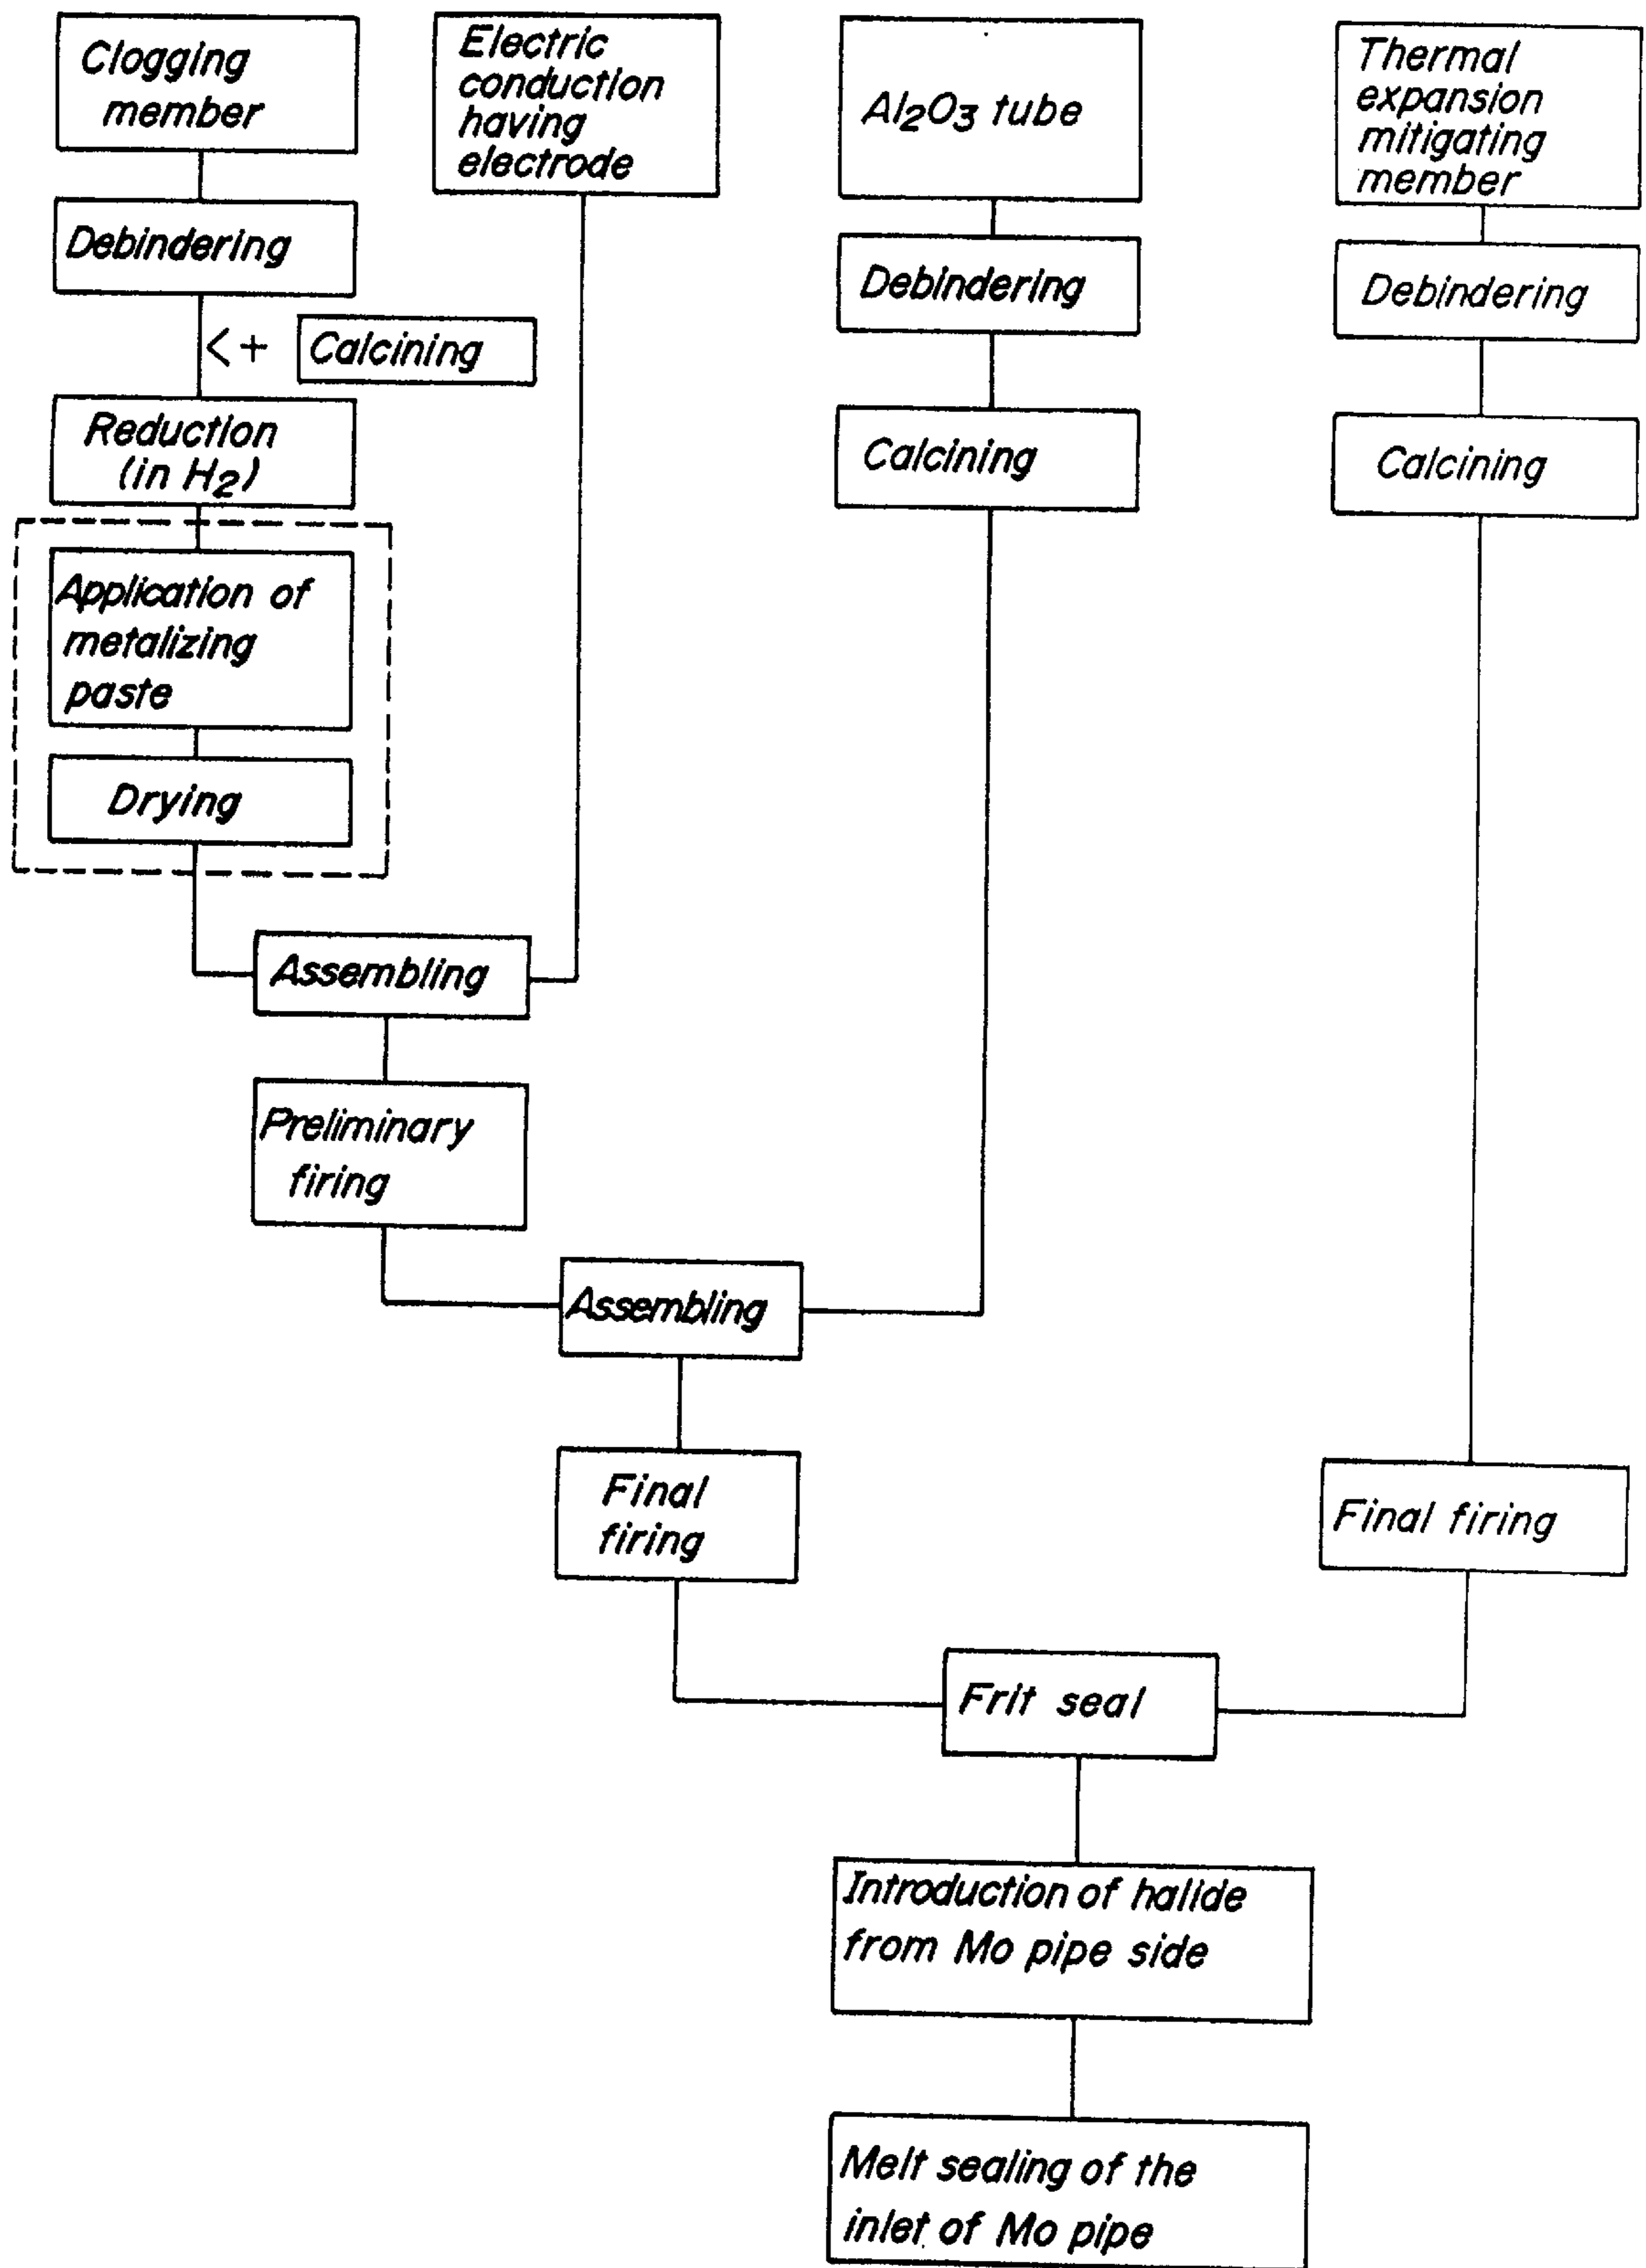 Clogging
member
Electric
conduction
having
electrode
Al₂O₃ tube
Thermal
expansion
mitigating
member
Debindering
Debindering
Debindering
<+ Calcining
Reduction
(in H₂)
Calcining
Calcining
Application of
metalizing
paste
Drying
Assembling
Preliminary
firing
Assembling
Final
firing
Final firing
Frit seal
Introduction of halide
from Mo pipe side
Melt sealing of the
inlet of Mo pipe